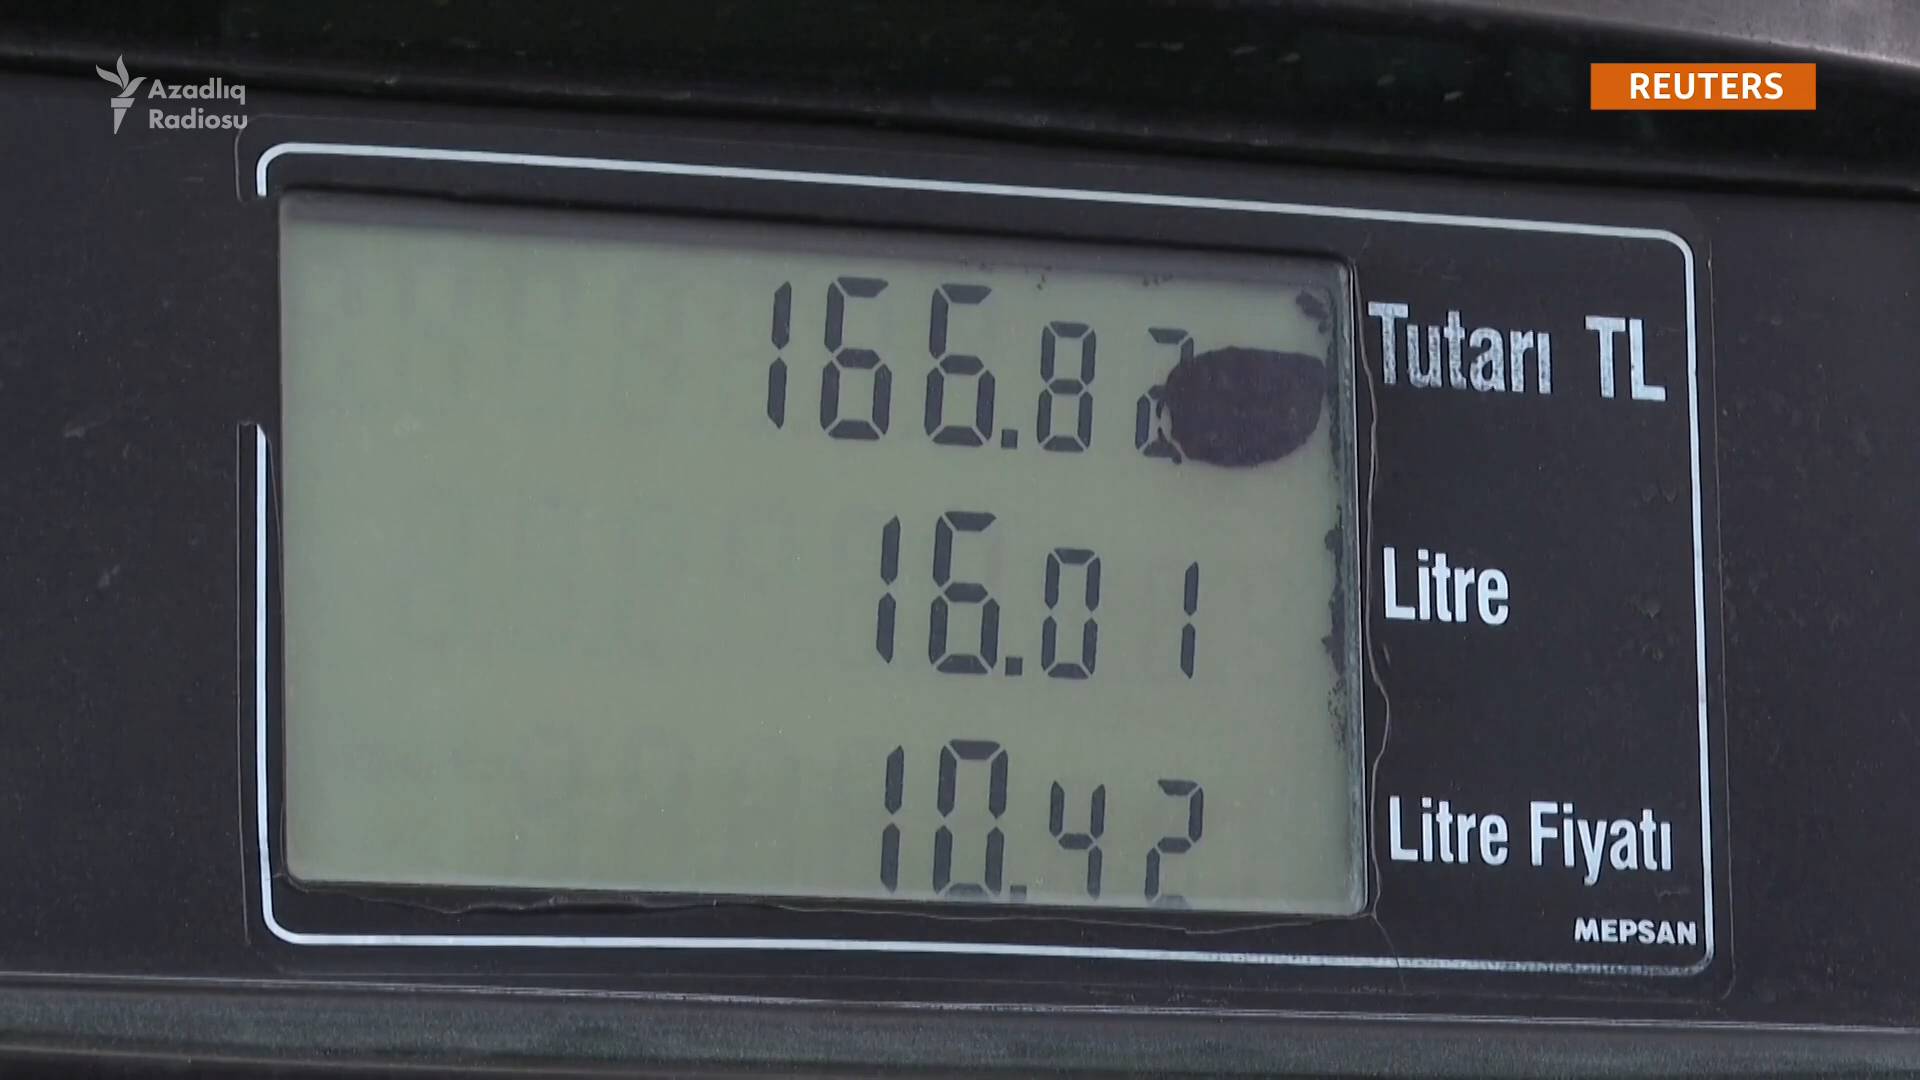 Azadlıq
Radiosu
REUTERS
166.82
Tutarı TL
16.01
Litre
10.42
Litre Fiyatı
MEPSAN